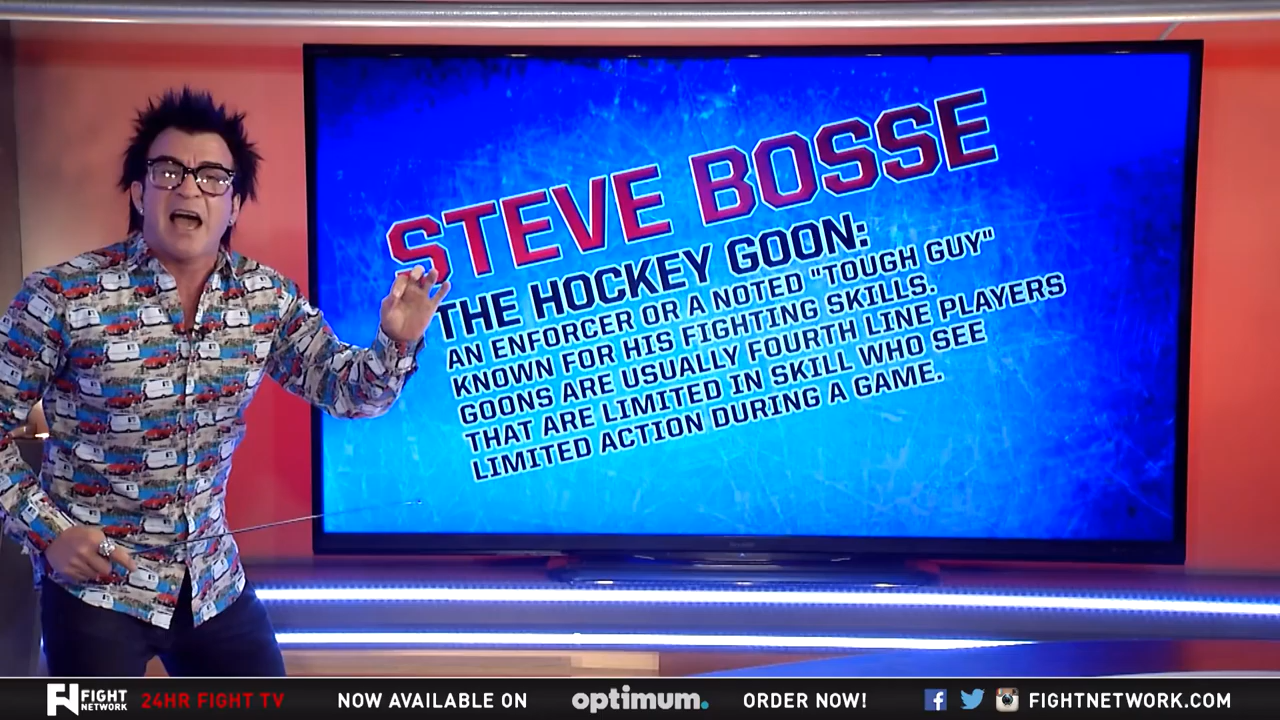 STEVE BOSSE
THE HOCKEY GOON:
AN ENFORCER OR A NOTED "TOUGH GUY"
KNOWN FOR HIS FIGHTING SKILLS.
GOONS ARE USUALLY FOURTH LINE PLAYERS
THAT ARE LIMITED IN SKILL WHO SEE
LIMITED ACTION DURING A GAME.
FN FIGHT NETWORK 24HR FIGHT TV NOW AVAILABLE ON optimum. ORDER NOW! FIGHTNETWORK.COM